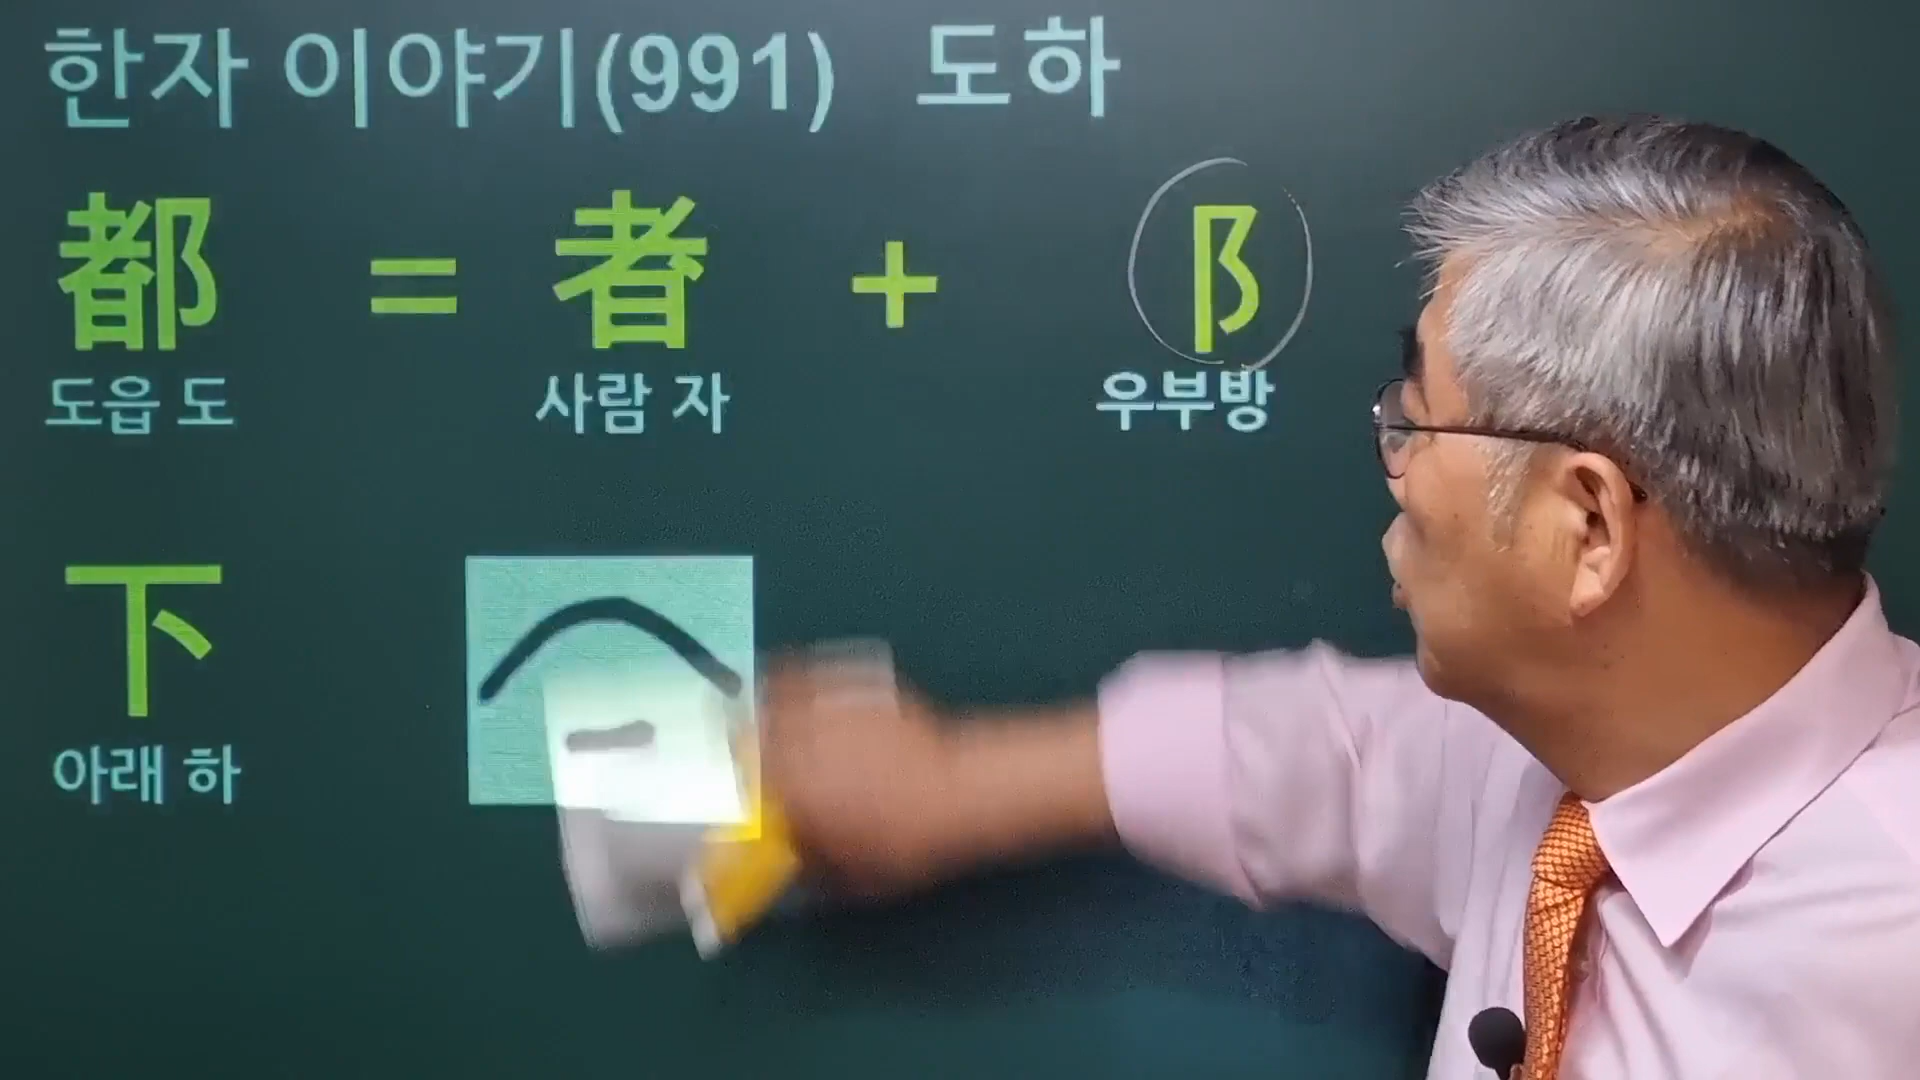 한자 이야기(991) 도하
都 = 者 + 阝
도읍 도 사람 자 우부방
下
아래 하